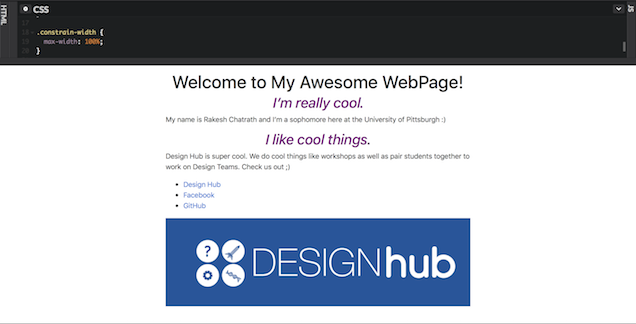 HTML
CSS
JS
17
18 .constrain-width {
19 max-width: 100%;
20 }
Welcome to My Awesome WebPage!
I'm really cool.
My name is Rakesh Chatrath and I'm a sophomore here at the University of Pittsburgh :)
I like cool things.
Design Hub is super cool. We do cool things like workshops as well as pair students together to
work on Design Teams. Check us out ;)
Design Hub
Facebook
GitHub
?
DESIGNhub